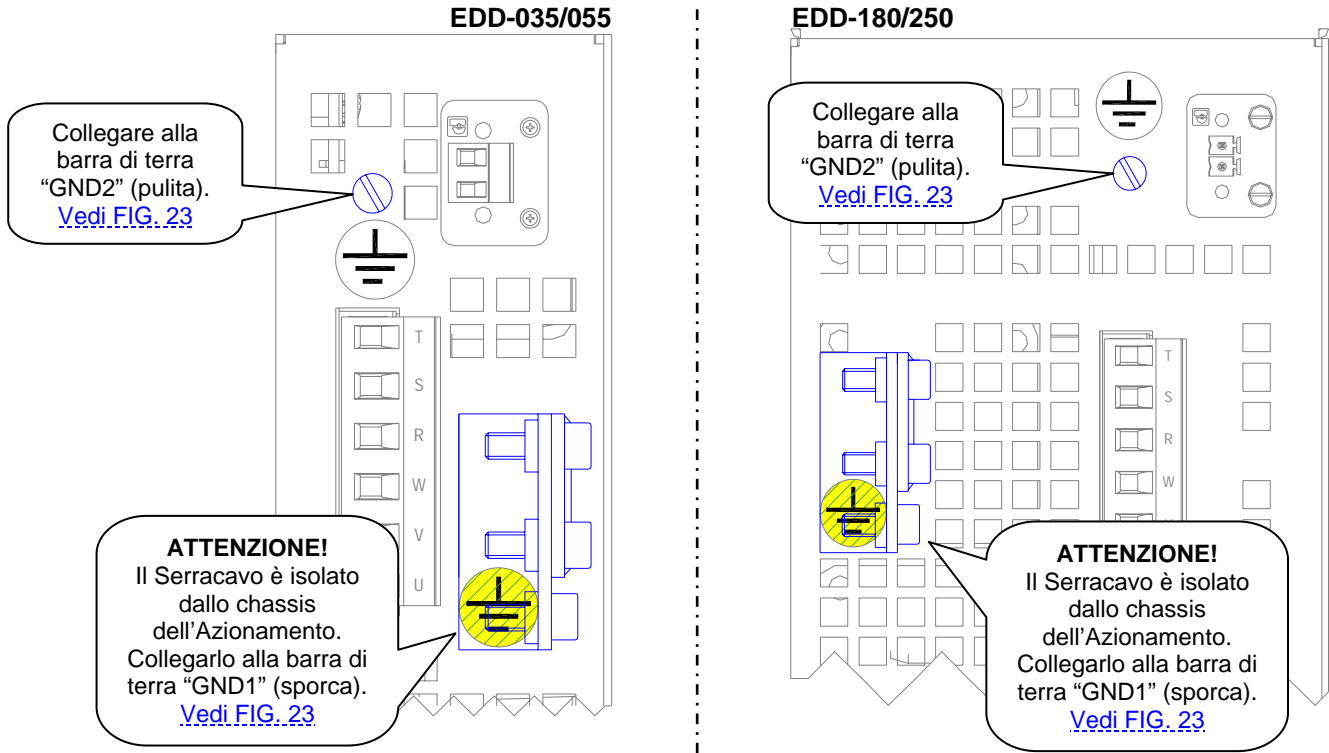 EDD-035/055
Collegare alla
barra di terra
“GND2” (pulita).
Vedi FIG. 23
T
S
R
W
V
U
ATTENZIONE!
Il Serracavo è isolato
dallo chassis
dell’Azionamento.
Collegarlo alla barra di
terra “GND1” (sporca).
Vedi FIG. 23
EDD-180/250
Collegare alla
barra di terra
“GND2” (pulita).
Vedi FIG. 23
T
S
R
W
ATTENZIONE!
Il Serracavo è isolato
dallo chassis
dell’Azionamento.
Collegarlo alla barra di
terra “GND1” (sporca).
Vedi FIG. 23